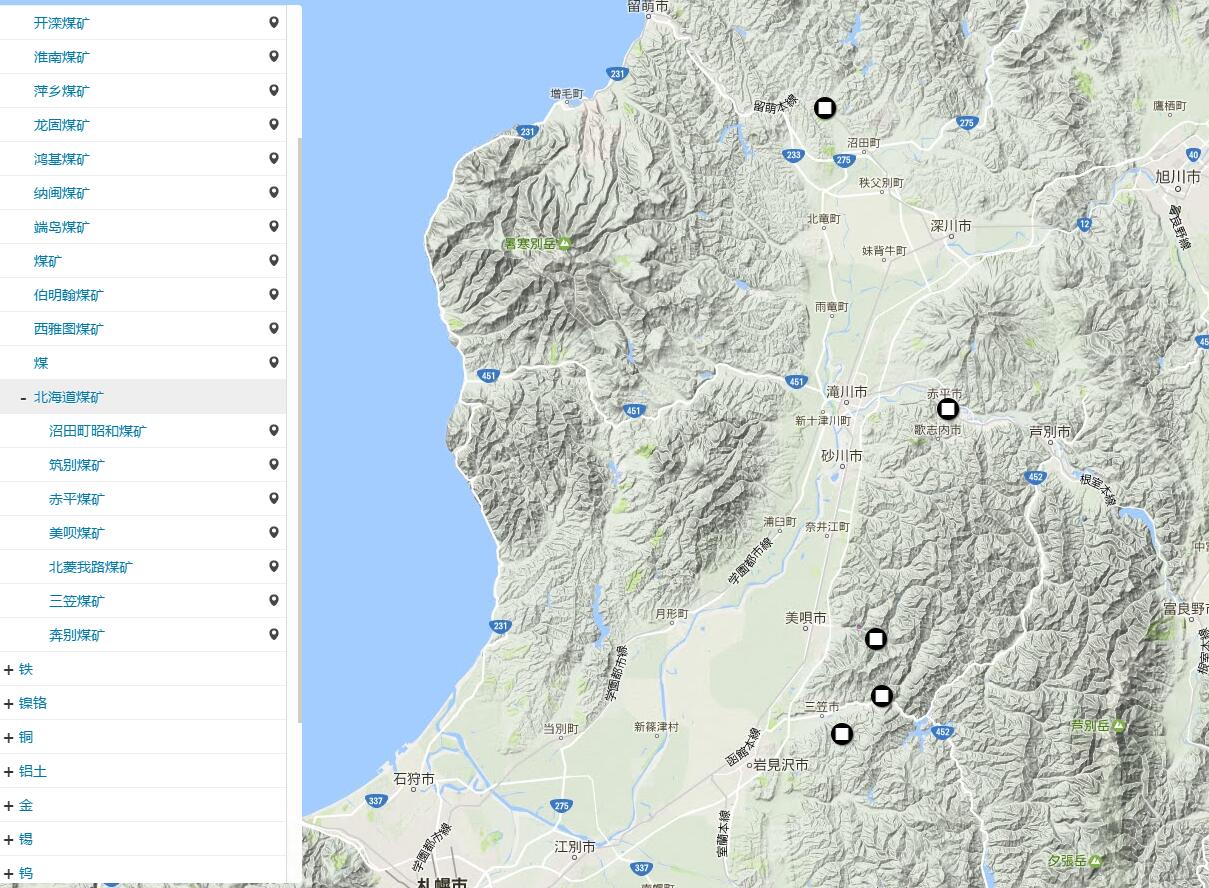 开滦煤矿
淮南煤矿
萍乡煤矿
龙固煤矿
鸿基煤矿
纳闽煤矿
端岛煤矿
煤矿
伯明翰煤矿
西雅图煤矿
煤
- 北海道煤矿
沼田町昭和煤矿
筑别煤矿
赤平煤矿
美呗煤矿
北菱我路煤矿
三笠煤矿
奔别煤矿
+ 铁
+ 镍铬
+ 铜
+ 铝土
+ 金
+ 锡
+ 钨
留萌市
231
増毛町
留萌本線
鷹栖町
231
275
沼田町
233
275
40
秩父別町
旭川市
北竜町
深川市
12
富良野線
暑寒別岳
妹背牛町
雨竜町
451
451
滝川市
赤平市
451
新十津川町
歌志内市
芦別市
砂川市
452
根室本線
浦臼町
奈井江町
学園都市線
月形町
美唄市
富良野市
231
学園都市線
根室本線
三笠市
当別町
新篠津村
452
芦別岳
函館本線
岩見沢市
石狩市
337
275
室蘭本線
学園都市線
江別市
夕張岳
337
札幌市